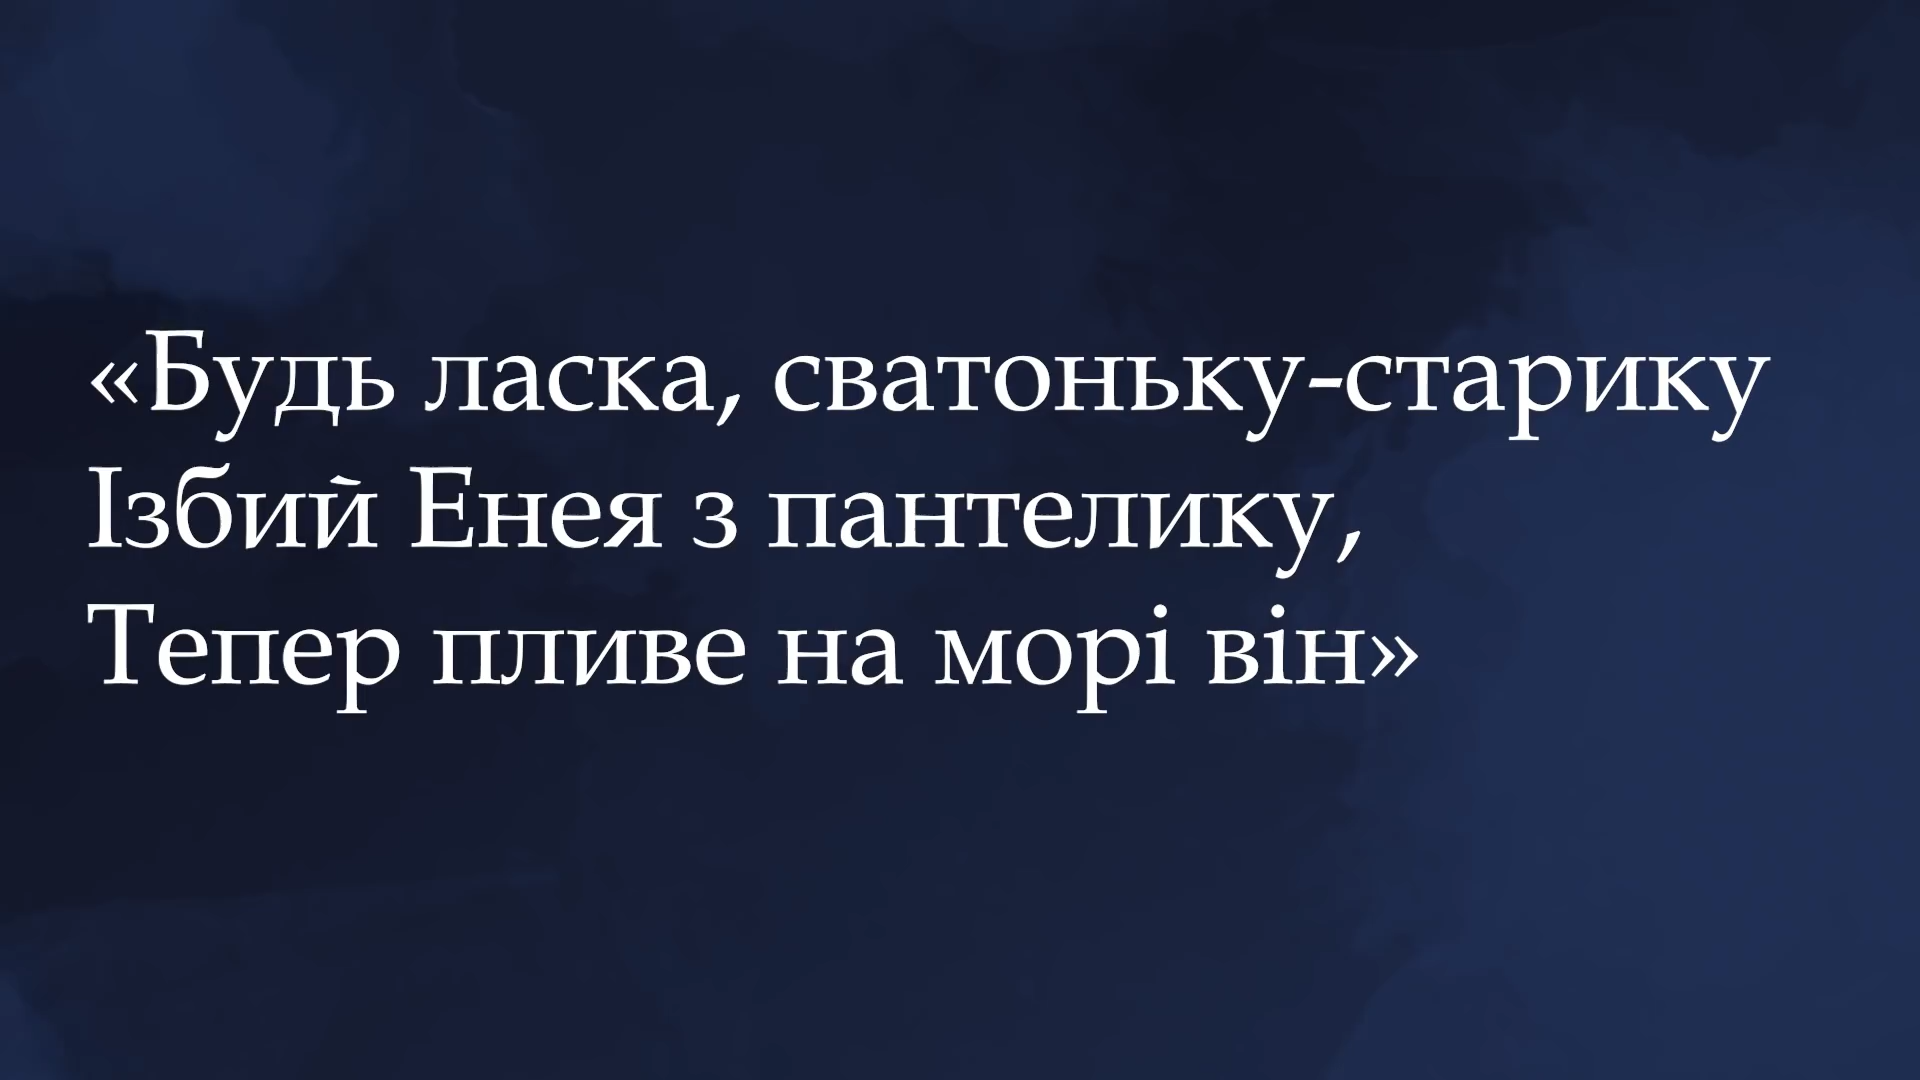 «Будь ласка, сватоньку-старику
Ізбий Енея з пантелику,
Тепер пливе на морі він»